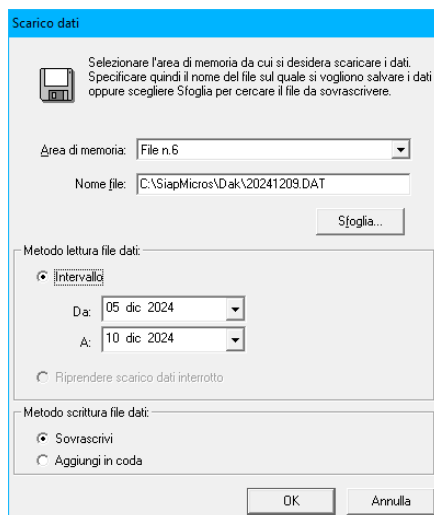 Scarico dati
Selezionare l'area di memoria da cui si desidera scaricare i dati.
Specificare quindi il nome del file sul quale si vogliono salvare i dati
oppure scegliere Sfoglia per cercare il file da sovrascrivere.
Area di memoria: File n.6
Nome file: C:\SiapMicros\Dak\20241209.DAT
Sfoglia...
Metodo lettura file dati:
Intervallo
Da: 05 dic 2024
A: 10 dic 2024
Riprendere scarico dati interrotto
Metodo scrittura file dati:
Sovrascrivi
Aggiungi in coda
OK Annulla